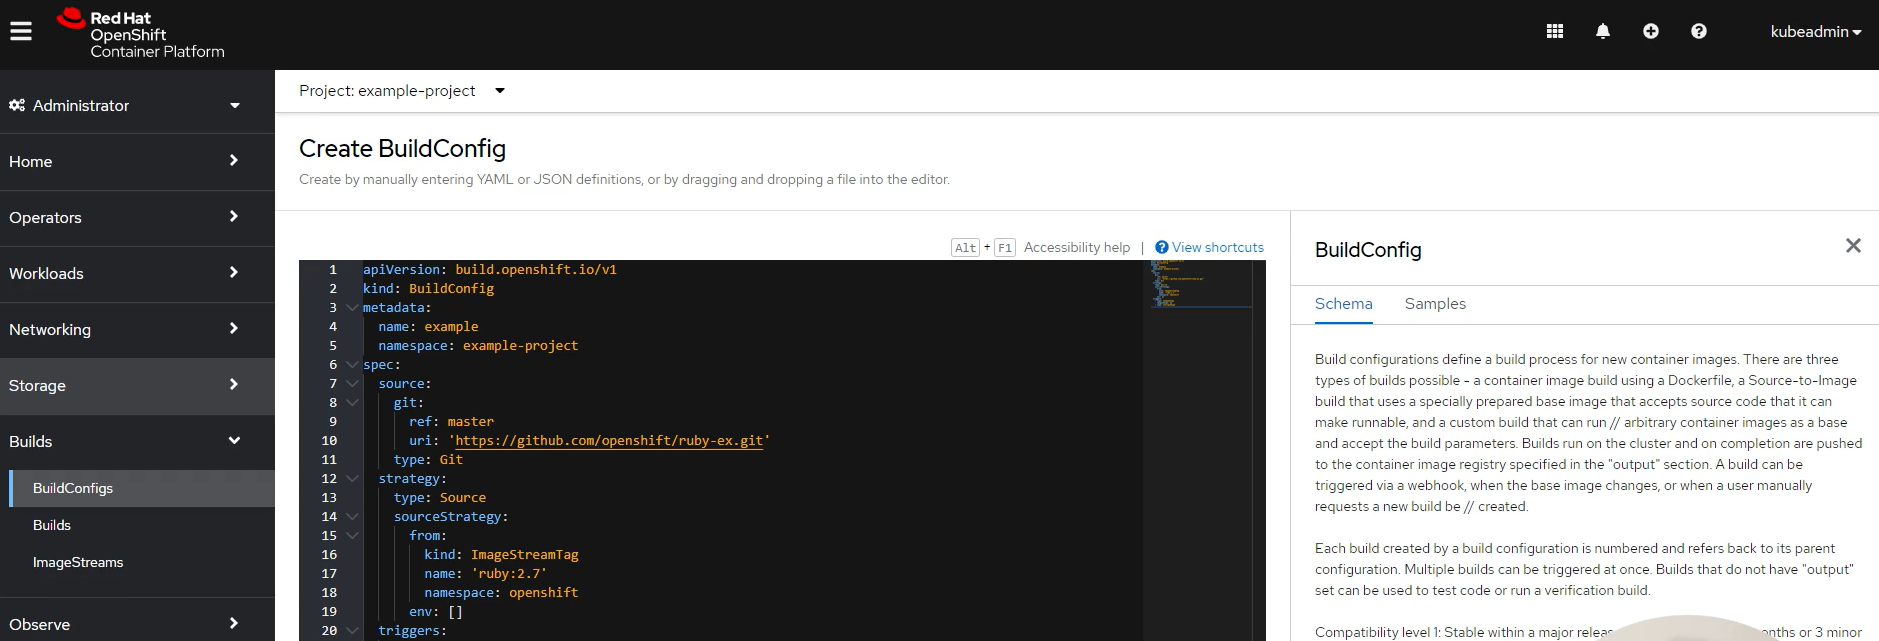 Red Hat
OpenShift
Container Platform
kubeadmin
Administrator
Home
Operators
Workloads
Networking
Storage
Builds
BuildConfigs
Builds
ImageStreams
Observe
Project: example-project
Create BuildConfig
Create by manually entering YAML or JSON definitions, or by dragging and dropping a file into the editor.
Alt + F1 Accessibility help | View shortcuts
1 apiVersion: build.openshift.io/v1
2 kind: BuildConfig
3 metadata:
4 name: example
5 namespace: example-project
6 spec:
7 source:
8 git:
9 ref: master
10 uri: 'https://github.com/openshift/ruby-ex.git'
11 type: Git
12 strategy:
13 type: Source
14 sourceStrategy:
15 from:
16 kind: ImageStreamTag
17 name: 'ruby:2.7'
18 namespace: openshift
19 env: []
20 triggers:
BuildConfig
Schema Samples
Build configurations define a build process for new container images. There are three
types of builds possible - a container image build using a Dockerfile, a Source-to-Image
build that uses a specially prepared base image that accepts source code that it can
make runnable, and a custom build that can run // arbitrary container images as a base
and accept the build parameters. Builds run on the cluster and on completion are pushed
to the container image registry specified in the "output" section. A build can be
triggered via a webhook, when the base image changes, or when a user manually
requests a new build be // created.
Each build created by a build configuration is numbered and refers back to its parent
configuration. Multiple builds can be triggered at once. Builds that do not have "output"
set can be used to test code or run a verification build.
Compatibility level 1: Stable within a major or 3 minor